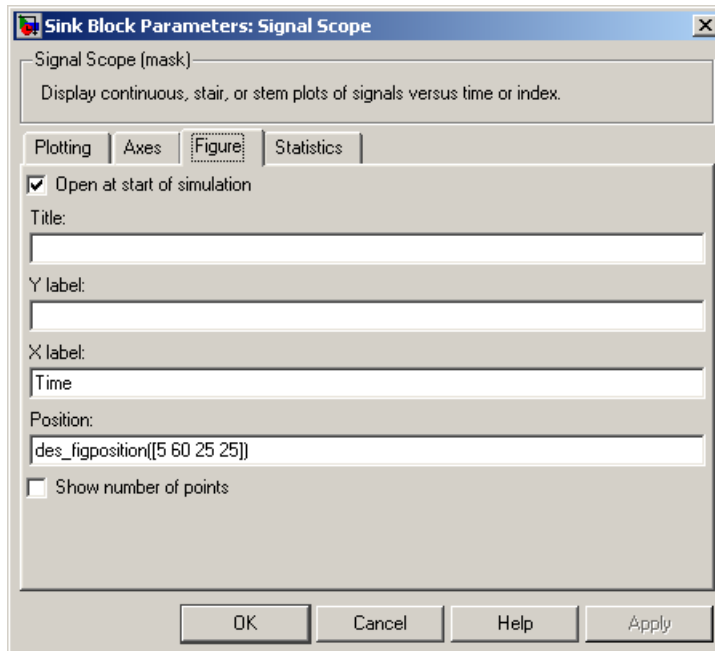 Sink Block Parameters: Signal Scope
Signal Scope (mask)
Display continuous, stair, or stem plots of signals versus time or index.
Plotting Axes Figure Statistics
Open at start of simulation
Title:
Y label:
X label:
Time
Position:
des_figposition([5 60 25 25])
Show number of points
OK Cancel Help Apply